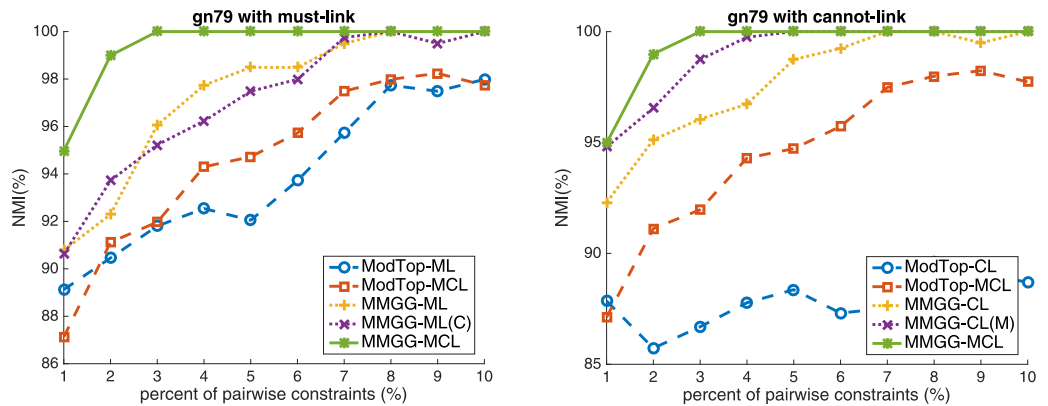 gn79 with must-link
NMI(%)
100
98
96
94
92
90
88
86
1 2 3 4 5 6 7 8 9 10
percent of pairwise constraints (%)
ModTop-ML
ModTop-MCL
MMGG-ML
MMGG-ML(C)
MMGG-MCL
gn79 with cannot-link
NMI(%)
100
95
90
85
1 2 3 4 5 6 7 8 9 10
percent of pairwise constraints (%)
ModTop-CL
ModTop-MCL
MMGG-CL
MMGG-CL(M)
MMGG-MCL